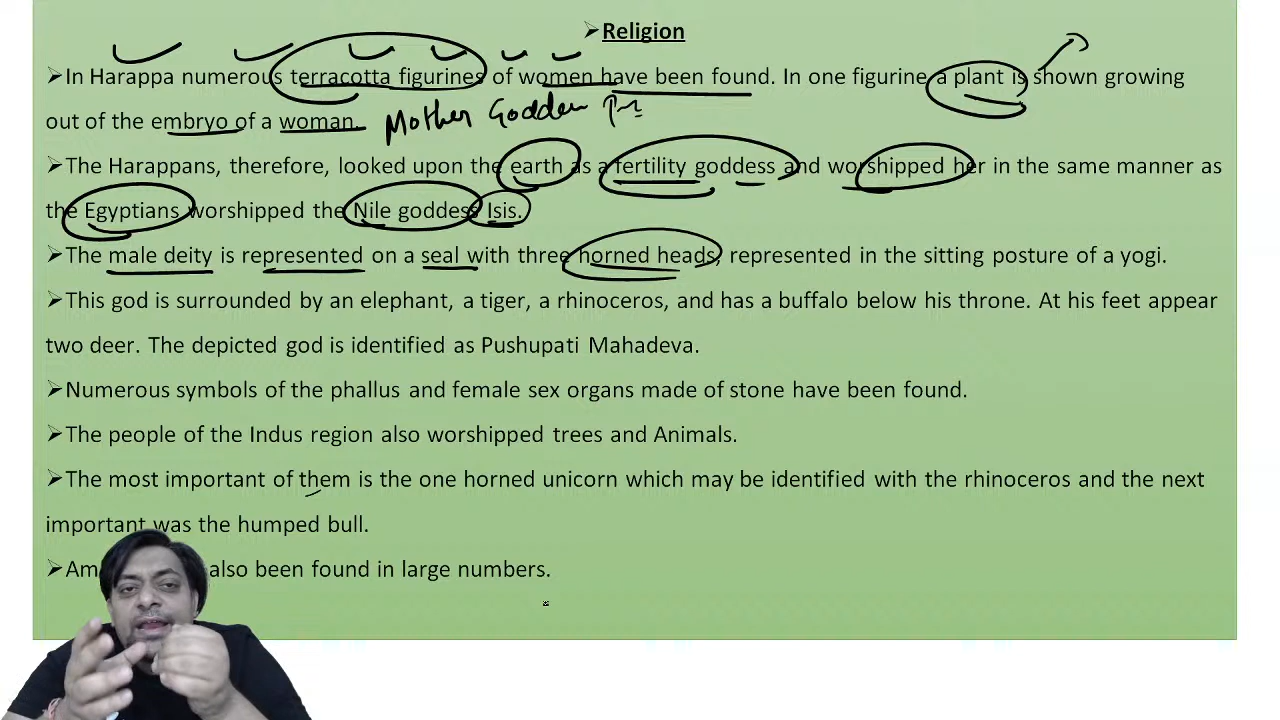 ➢Religion
➢In Harappa numerous terracotta figurines of women have been found. In one figurine a plant is shown growing
out of the embryo of a woman. Mother Goddess
➢The Harappans, therefore, looked upon the earth as a fertility goddess and worshipped her in the same manner as
the Egyptians worshipped the Nile goddess Isis.
➢The male deity is represented on a seal with three horned heads, represented in the sitting posture of a yogi.
➢This god is surrounded by an elephant, a tiger, a rhinoceros, and has a buffalo below his throne. At his feet appear
two deer. The depicted god is identified as Pushupati Mahadeva.
➢Numerous symbols of the phallus and female sex organs made of stone have been found.
➢The people of the Indus region also worshipped trees and Animals.
➢The most important of them is the one horned unicorn which may be identified with the rhinoceros and the next
important was the humped bull.
also been found in large numbers.